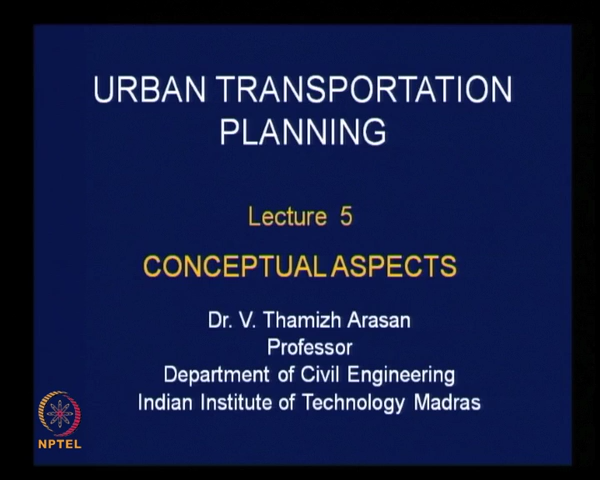 URBAN TRANSPORTATION
PLANNING
Lecture 5
CONCEPTUAL ASPECTS
Dr. V. Thamizh Arasan
Professor
Department of Civil Engineering
Indian Institute of Technology Madras
NPTEL